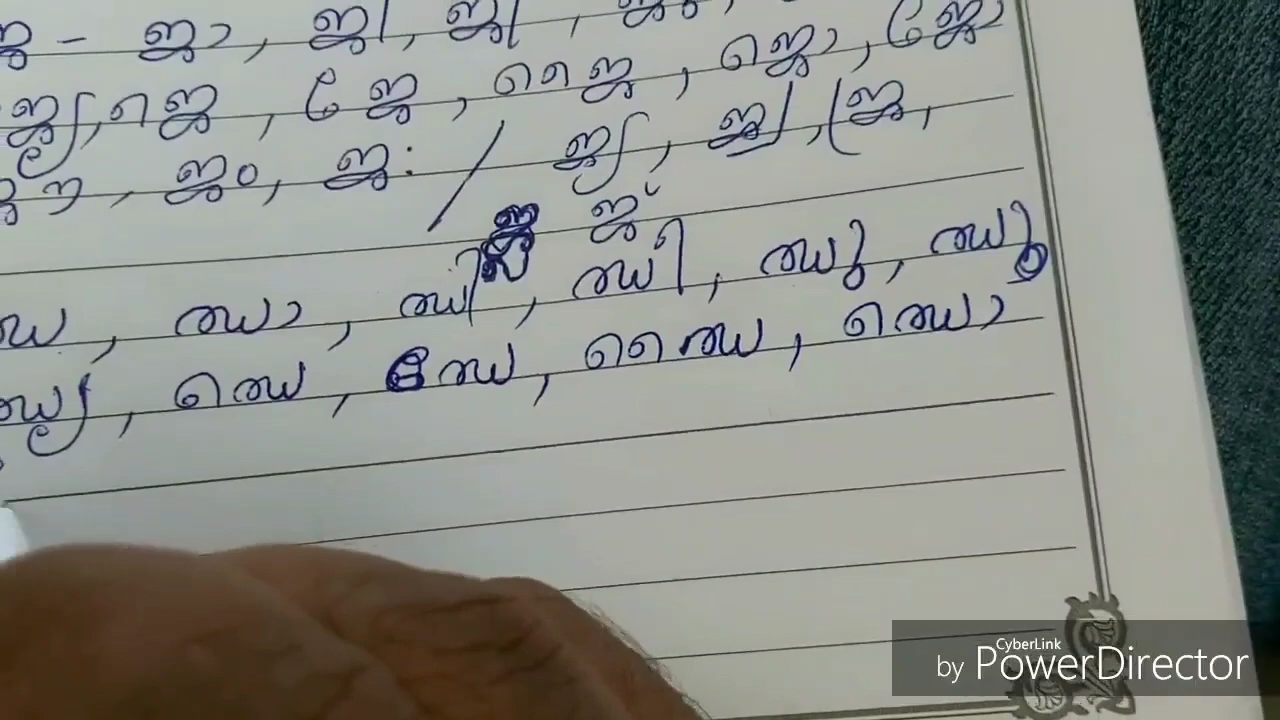 ജ - ജാ, ജി, ജീ, ജു,
ജൃ, ജെ, ജേ, ജൈ, ജൊ, ജോ
ജൗ, ജം, ജഃ / ജ്യ, ജ്വ, ജ്ര,
ജ്
ഝ, ഝാ, ഝി, ഝീ, ഝു, ഝൂ
ഝൃ, ഝെ, ഝേ, ഝൈ, ഝൊ
CyberLink
by PowerDirector